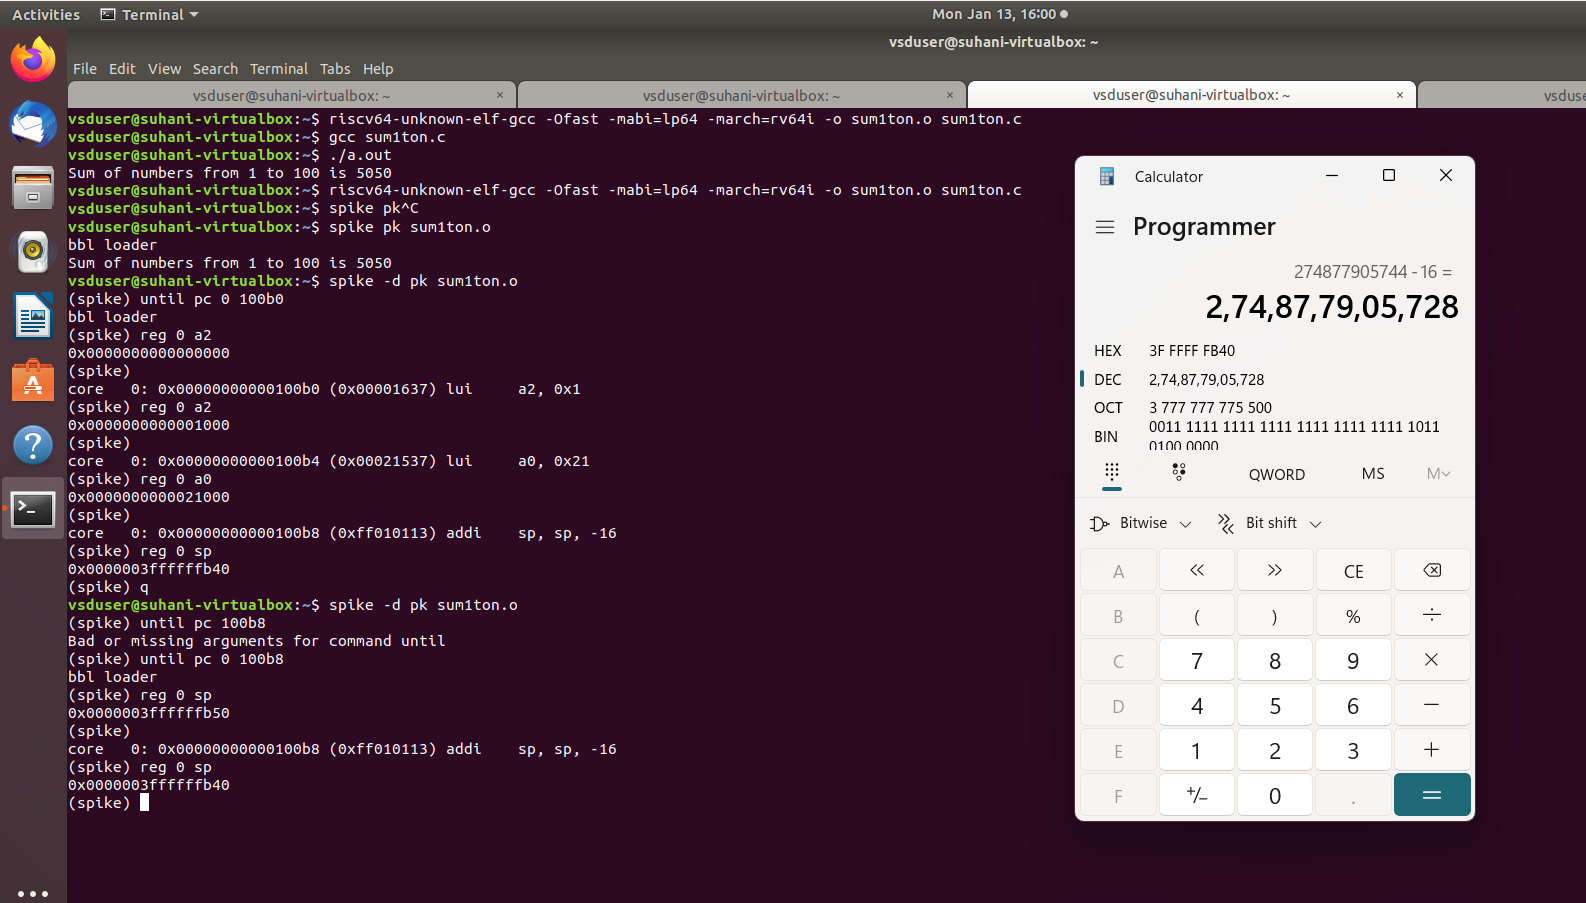 Activities Terminal Mon Jan 13, 16:00
vsduser@suhani-virtualbox: ~
File Edit View Search Terminal Tabs Help
vsduser@suhani-virtualbox: ~ × vsduser@suhani-virtualbox: ~ × vsduser@suhani-virtualbox: ~ × vsduse
vsduser@suhani-virtualbox:~$ riscv64-unknown-elf-gcc -Ofast -mabi=lp64 -march=rv64i -o sum1ton.o sum1ton.c
vsduser@suhani-virtualbox:~$ gcc sum1ton.c
vsduser@suhani-virtualbox:~$ ./a.out
Sum of numbers from 1 to 100 is 5050
vsduser@suhani-virtualbox:~$ riscv64-unknown-elf-gcc -Ofast -mabi=lp64 -march=rv64i -o sum1ton.o sum1ton.c
vsduser@suhani-virtualbox:~$ spike pk^C
vsduser@suhani-virtualbox:~$ spike pk sum1ton.o
bbl loader
Sum of numbers from 1 to 100 is 5050
vsduser@suhani-virtualbox:~$ spike -d pk sum1ton.o
(spike) until pc 0 100b0
bbl loader
(spike) reg 0 a2
0x0000000000000000
(spike)
core   0: 0x00000000000100b0 (0x00001637) lui     a2, 0x1
(spike) reg 0 a2
0x0000000000001000
(spike)
core   0: 0x00000000000100b4 (0x00021537) lui     a0, 0x21
(spike) reg 0 a0
0x0000000000021000
(spike)
core   0: 0x00000000000100b8 (0xff010113) addi    sp, sp, -16
(spike) reg 0 sp
0x0000003ffffffb40
(spike) q
vsduser@suhani-virtualbox:~$ spike -d pk sum1ton.o
(spike) until pc 100b8
Bad or missing arguments for command until
(spike) until pc 0 100b8
bbl loader
(spike) reg 0 sp
0x0000003ffffffb50
(spike)
core   0: 0x00000000000100b8 (0xff010113) addi    sp, sp, -16
(spike) reg 0 sp
0x0000003ffffffb40
(spike)
Calculator
Programmer
274877905744 - 16 =
2,74,87,79,05,728
HEX 3F FFFF FB40
DEC 2,74,87,79,05,728
OCT 3 777 777 775 500
BIN 0011 1111 1111 1111 1111 1111 1111 1011
0100 0000
QWORD MS M
Bitwise Bit shift
A << >> CE
B ( ) % ÷
C 7 8 9 ×
D 4 5 6 −
E 1 2 3 +
F +/− 0 . =